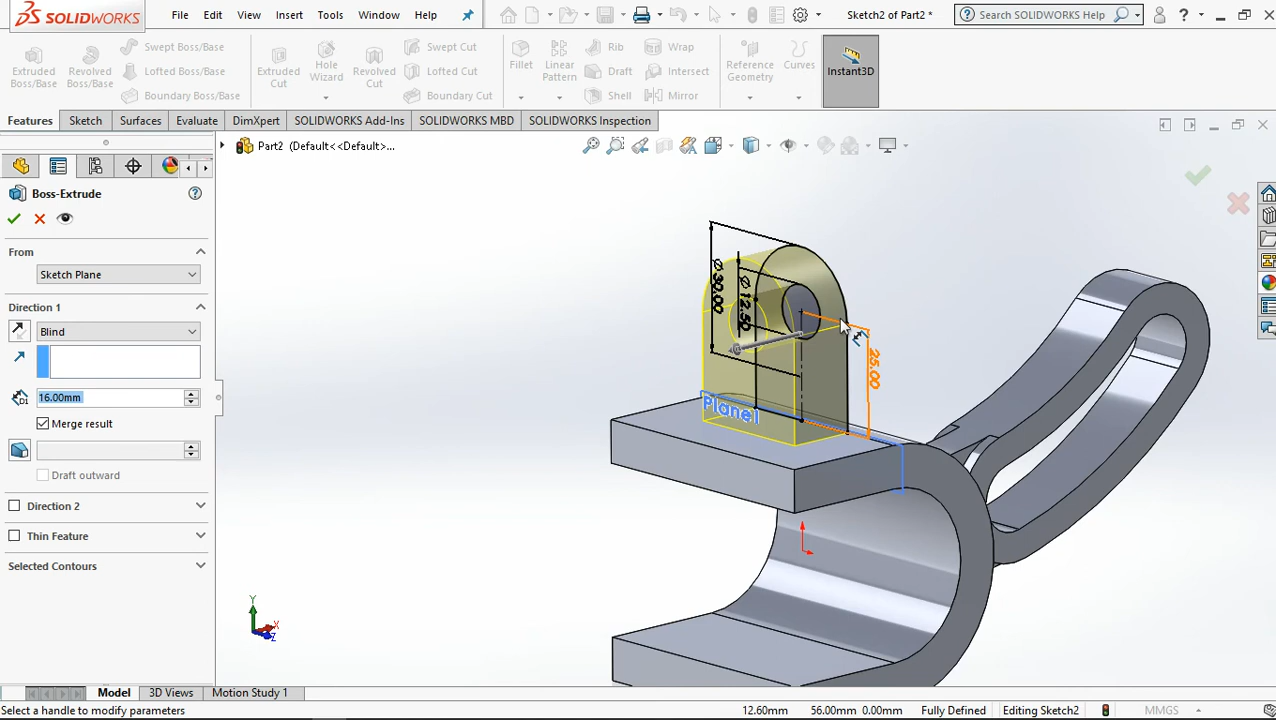 SOLIDWORKS File Edit View Insert Tools Window Help Sketch2 of Part2 * Search SOLIDWORKS Help ?
Extruded Boss/Base
Revolved Boss/Base
Swept Boss/Base
Lofted Boss/Base
Boundary Boss/Base
Extruded Cut
Hole Wizard
Revolved Cut
Swept Cut
Lofted Cut
Boundary Cut
Fillet
Linear Pattern
Rib
Draft
Shell
Wrap
Intersect
Mirror
Reference Geometry
Curves
Instant3D
Features Sketch Surfaces Evaluate DimXpert SOLIDWORKS Add-Ins SOLIDWORKS MBD SOLIDWORKS Inspection
Part2 (Default<<Default>...
Boss-Extrude
From
Sketch Plane
Direction 1
Blind
D1
16.00mm
Merge result
Draft outward
Direction 2
Thin Feature
Selected Contours
Ø 30.00
Ø 12.50
25.00
Plane1
Y
X
Z
Model 3D Views Motion Study 1
Select a handle to modify parameters 12.60mm 56.00mm 0.00mm Fully Defined Editing Sketch2 MMGS